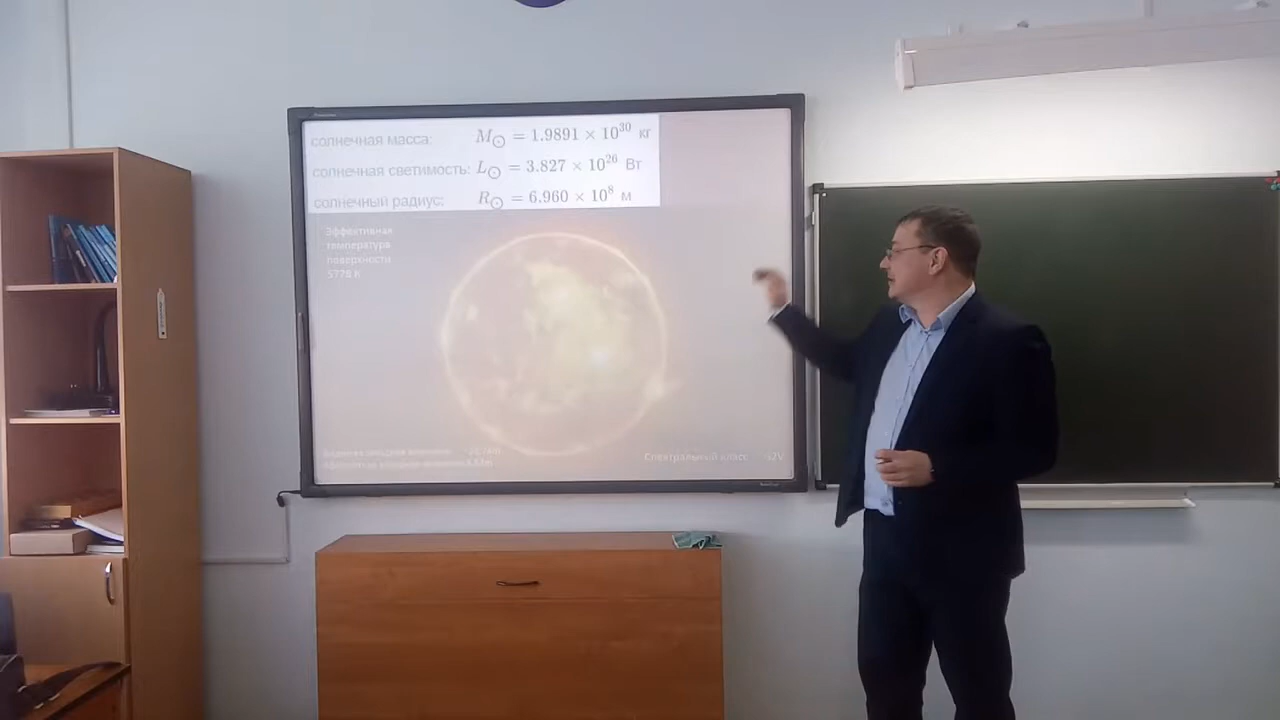 солнечная масса: M☉ = 1.9891 × 10³⁰ кг
солнечная светимость: L☉ = 3.827 × 10²⁶ Вт
солнечный радиус: R☉ = 6.960 × 10⁸ м
Эффективная
температура
поверхности
5778 К
Спектральный класс